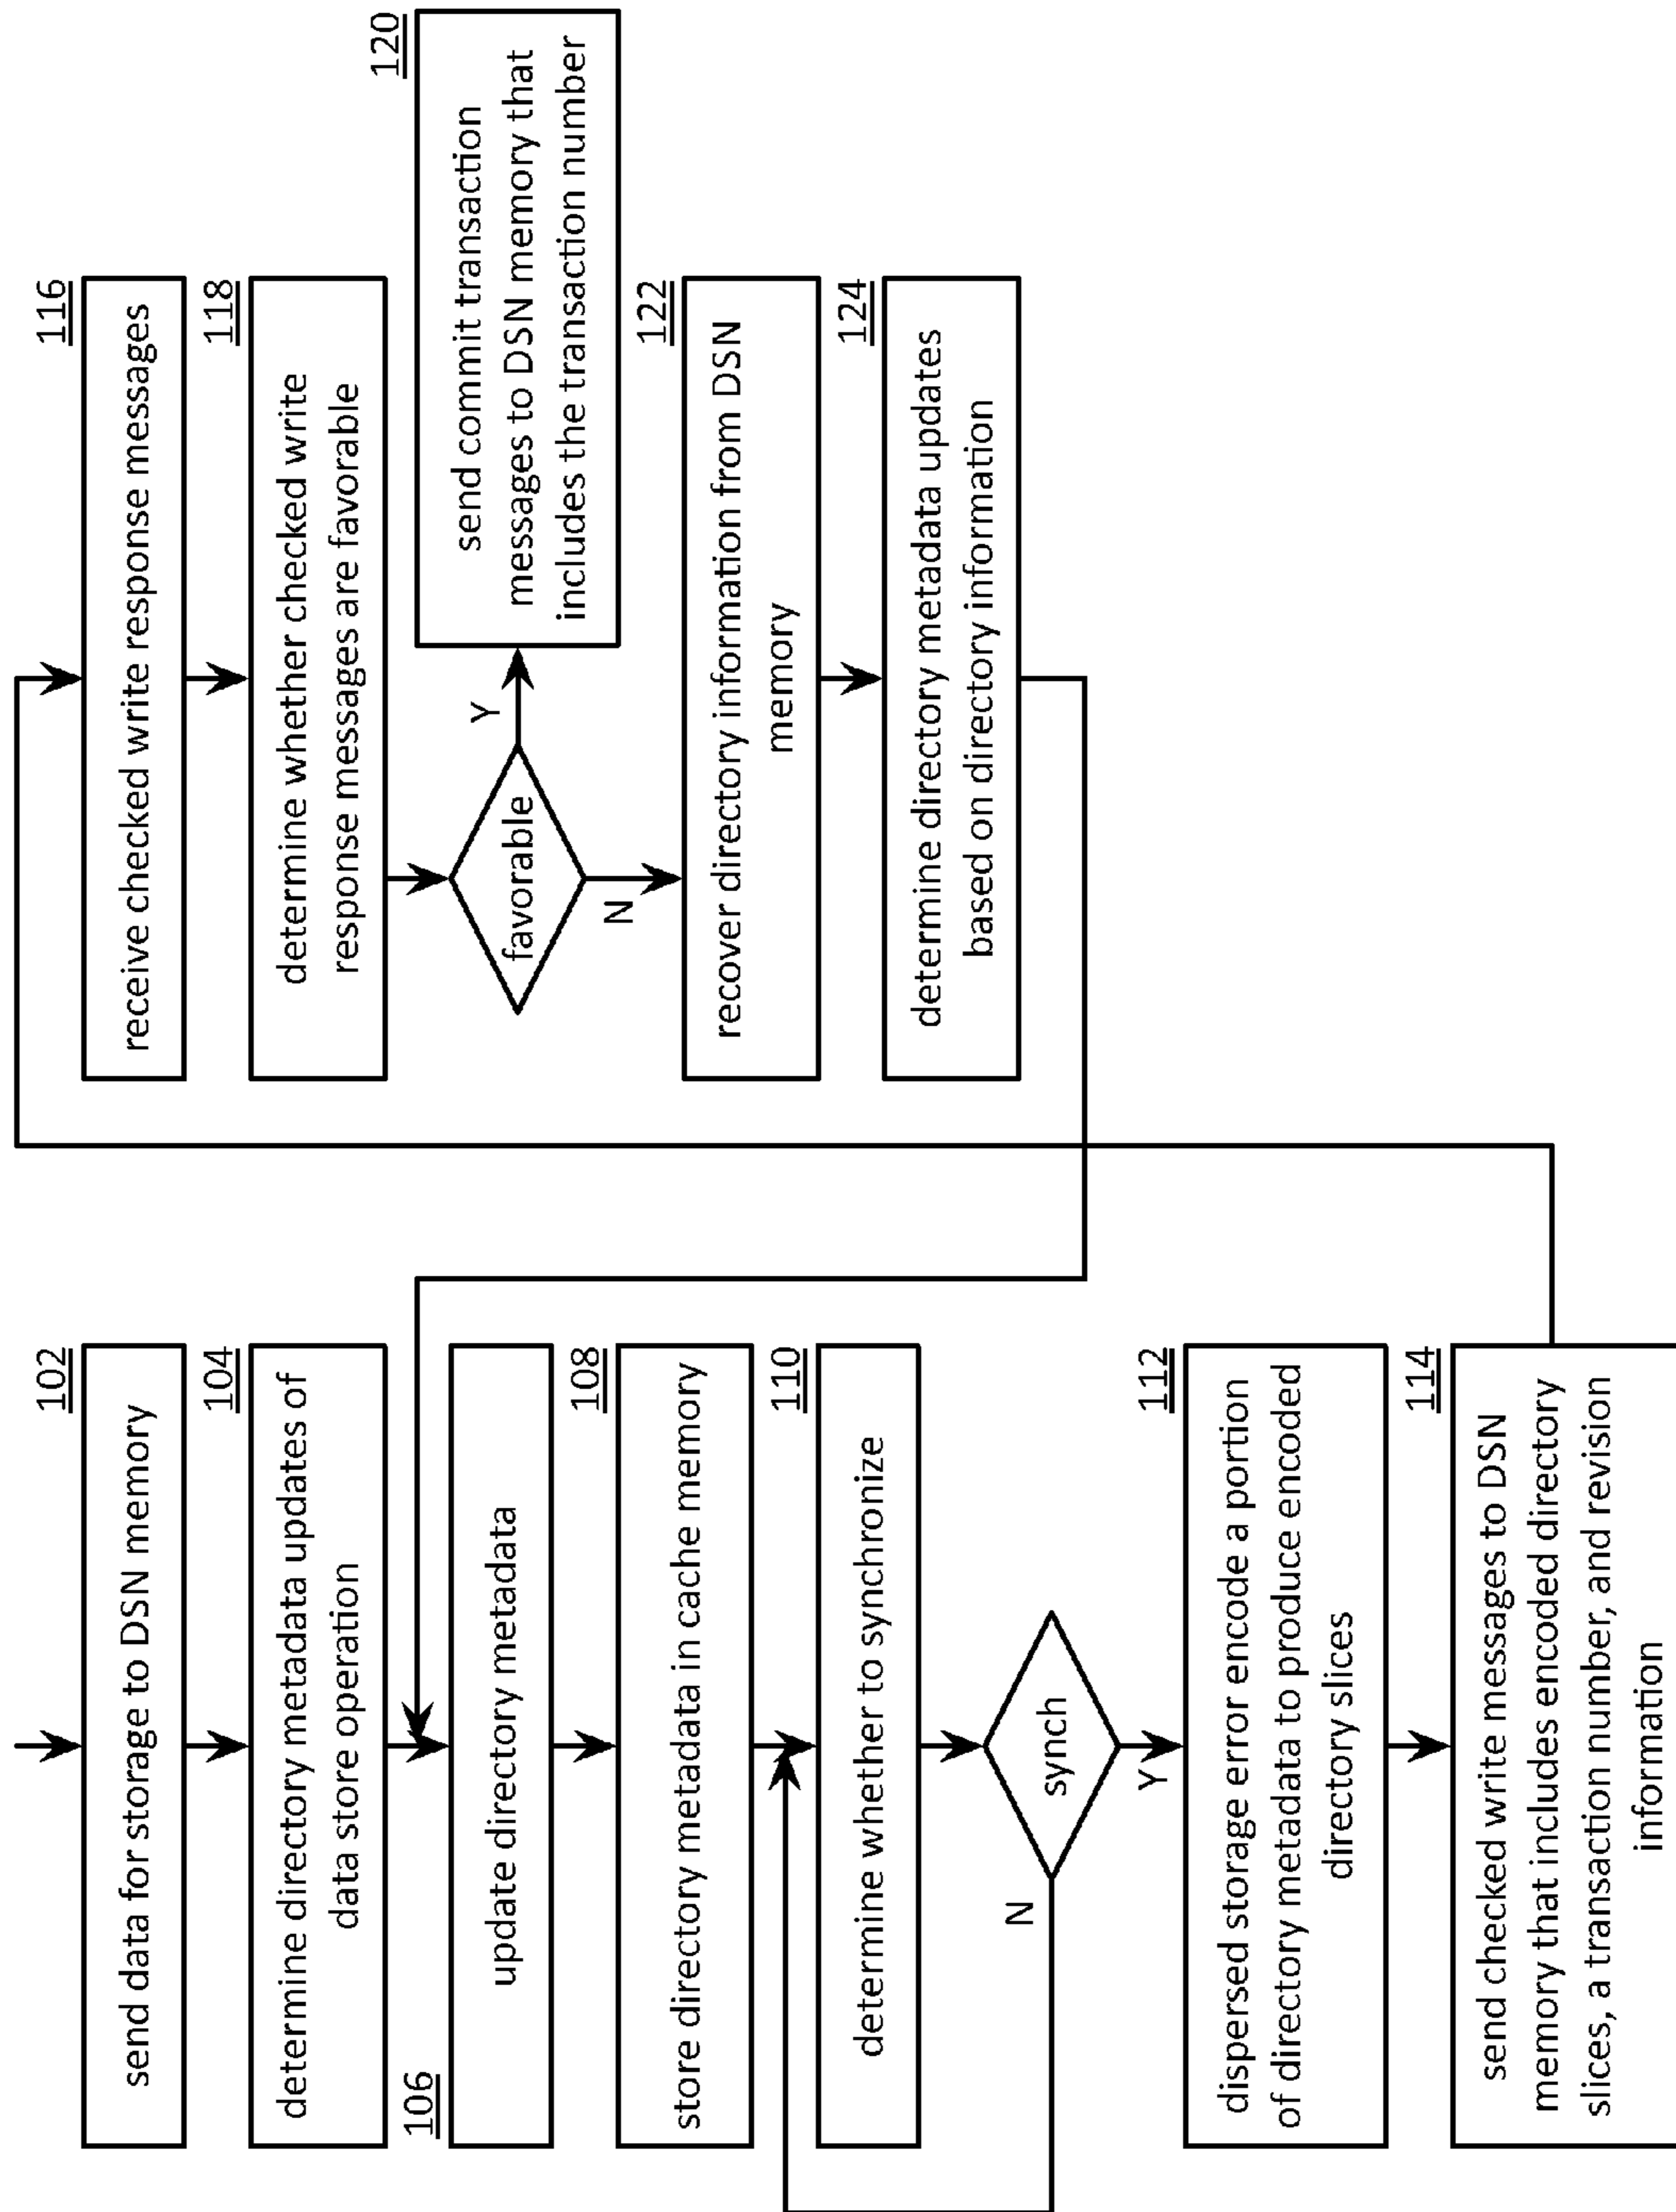 102
send data for storage to DSN memory
104
determine directory metadata updates of
data store operation
106
update directory metadata
108
store directory metadata in cache memory
110
determine whether to synchronize
synch
N
Y
112
dispersed storage error encode a portion
of directory metadata to produce encoded
directory slices
114
send checked write messages to DSN
memory that includes encoded directory
slices, a transaction number, and revision
information
116
receive checked write response messages
118
determine whether checked write
response messages are favorable
favorable
Y
N
120
send commit transaction
messages to DSN memory that
includes the transaction number
122
recover directory information from DSN
memory
124
determine directory metadata updates
based on directory information